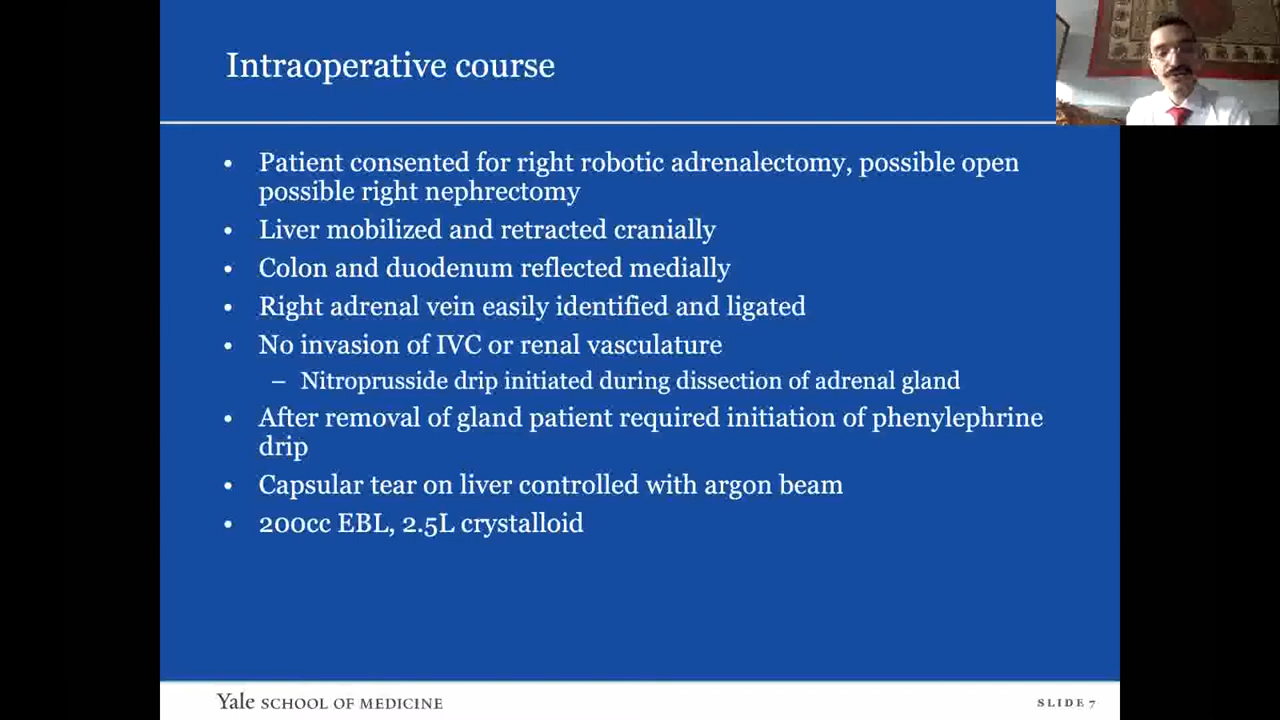 Intraoperative course
• Patient consented for right robotic adrenalectomy, possible open
possible right nephrectomy
• Liver mobilized and retracted cranially
• Colon and duodenum reflected medially
• Right adrenal vein easily identified and ligated
• No invasion of IVC or renal vasculature
– Nitroprusside drip initiated during dissection of adrenal gland
• After removal of gland patient required initiation of phenylephrine
drip
• Capsular tear on liver controlled with argon beam
• 200cc EBL, 2.5L crystalloid
Yale SCHOOL OF MEDICINE
SLIDE 7